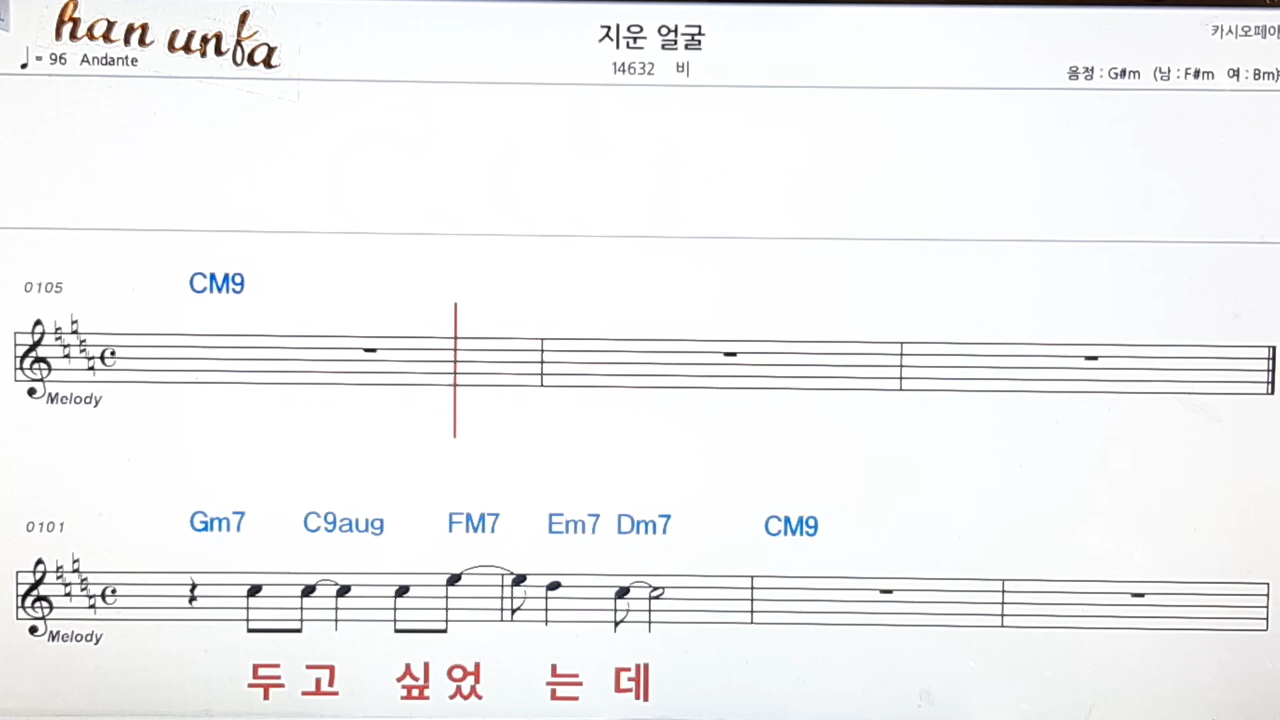 han unfa
♩= 96 Andante
지운 얼굴
14632 비
카시오페아
음정 : G#m (남 : F#m 여 : Bm)
0105
CM9
Melody
0101
Gm7 C9aug FM7 Em7 Dm7 CM9
Melody
두 고 싶 었 는 데